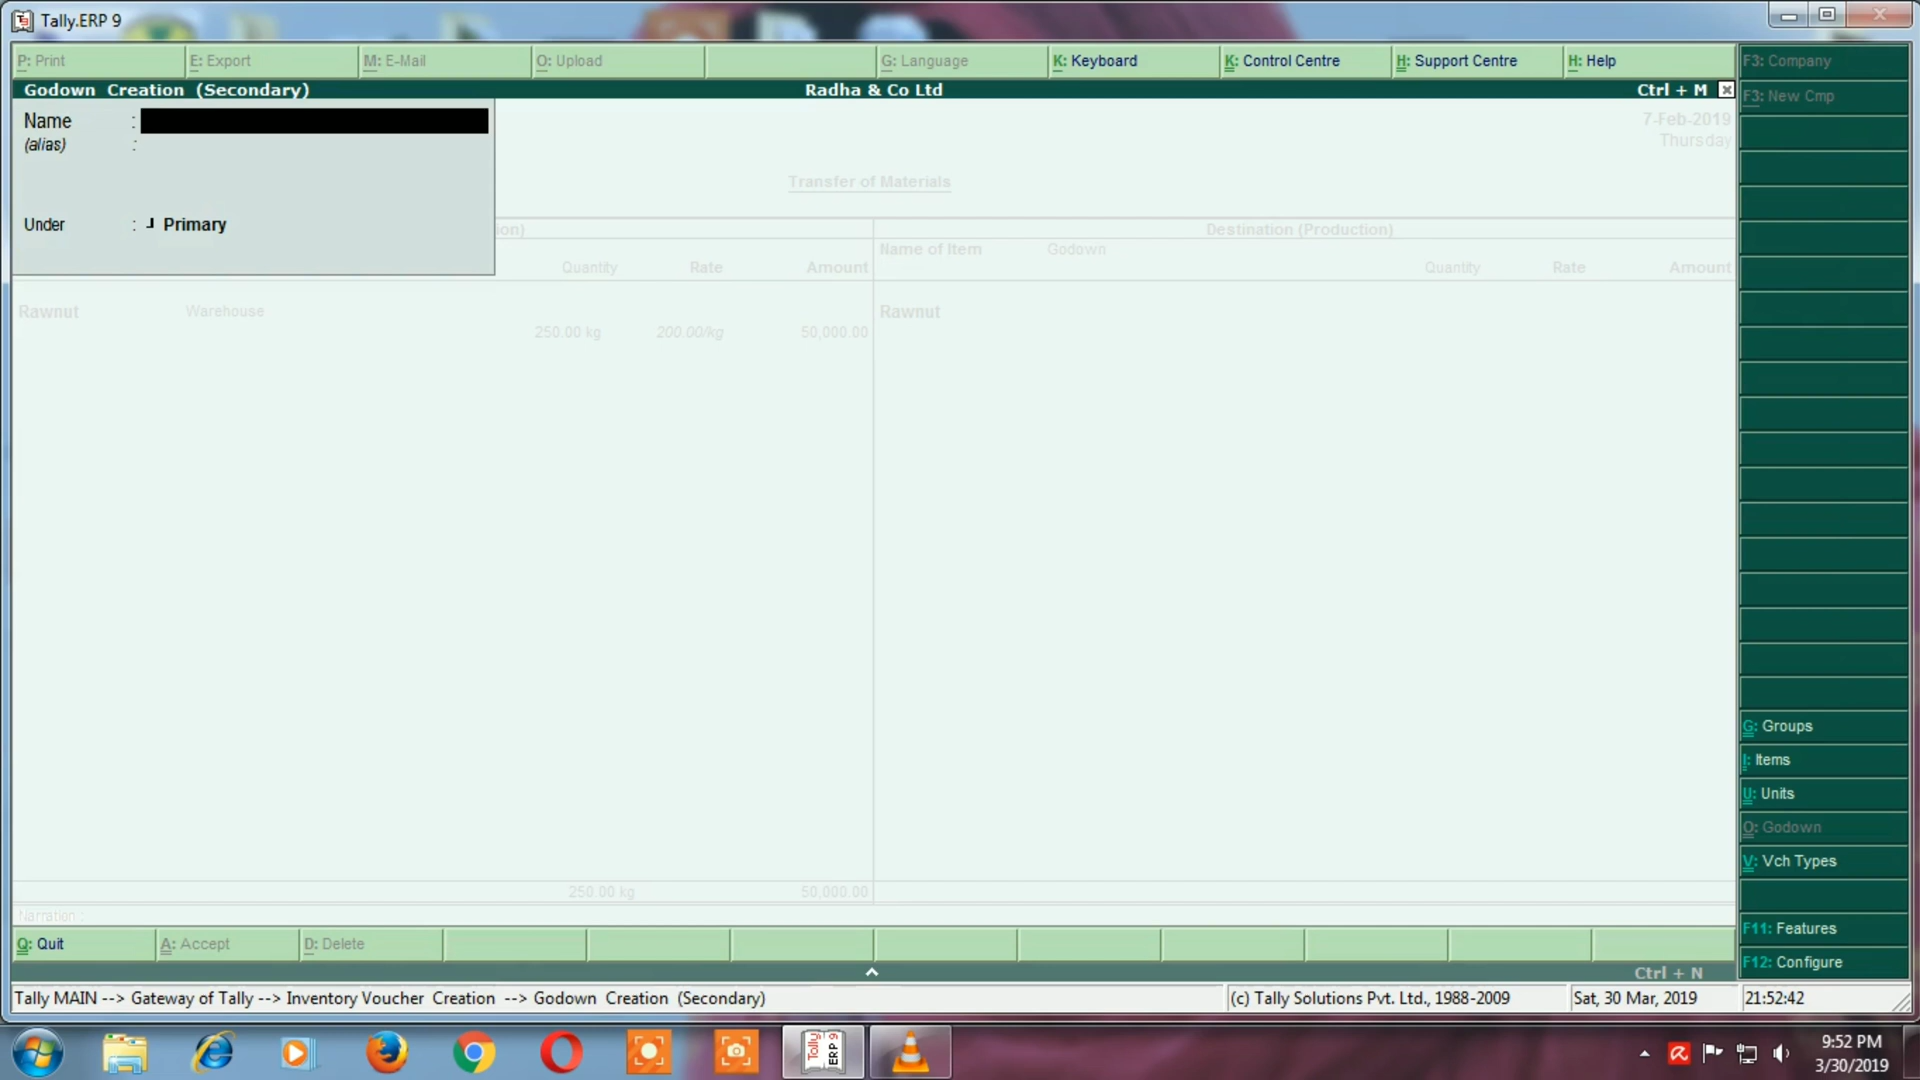 Tally.ERP 9
P: Print E: Export M: E-Mail O: Upload G: Language K: Keyboard K: Control Centre H: Support Centre H: Help
F3: Company
Godown Creation (Secondary) Radha & Co Ltd Ctrl + M
F3: New Cmp
Name :
7-Feb-2019
(alias) :
Thursday
Transfer of Materials
Under : Primary
on) Destination (Production)
Name of Item Godown
Quantity Rate Amount Quantity Rate Amount
Rawnut Warehouse Rawnut
250.00 kg 200.00/kg 50,000.00
G: Groups
I: Items
U: Units
O: Godown
V: Vch Types
250.00 kg 50,000.00
Narration :
F11: Features
Q: Quit A: Accept D: Delete
F12: Configure
Ctrl + N
Tally MAIN --> Gateway of Tally --> Inventory Voucher Creation --> Godown Creation (Secondary) (c) Tally Solutions Pvt. Ltd., 1988-2009 Sat, 30 Mar, 2019 21:52:42
Tally ERP 9
9:52 PM
3/30/2019